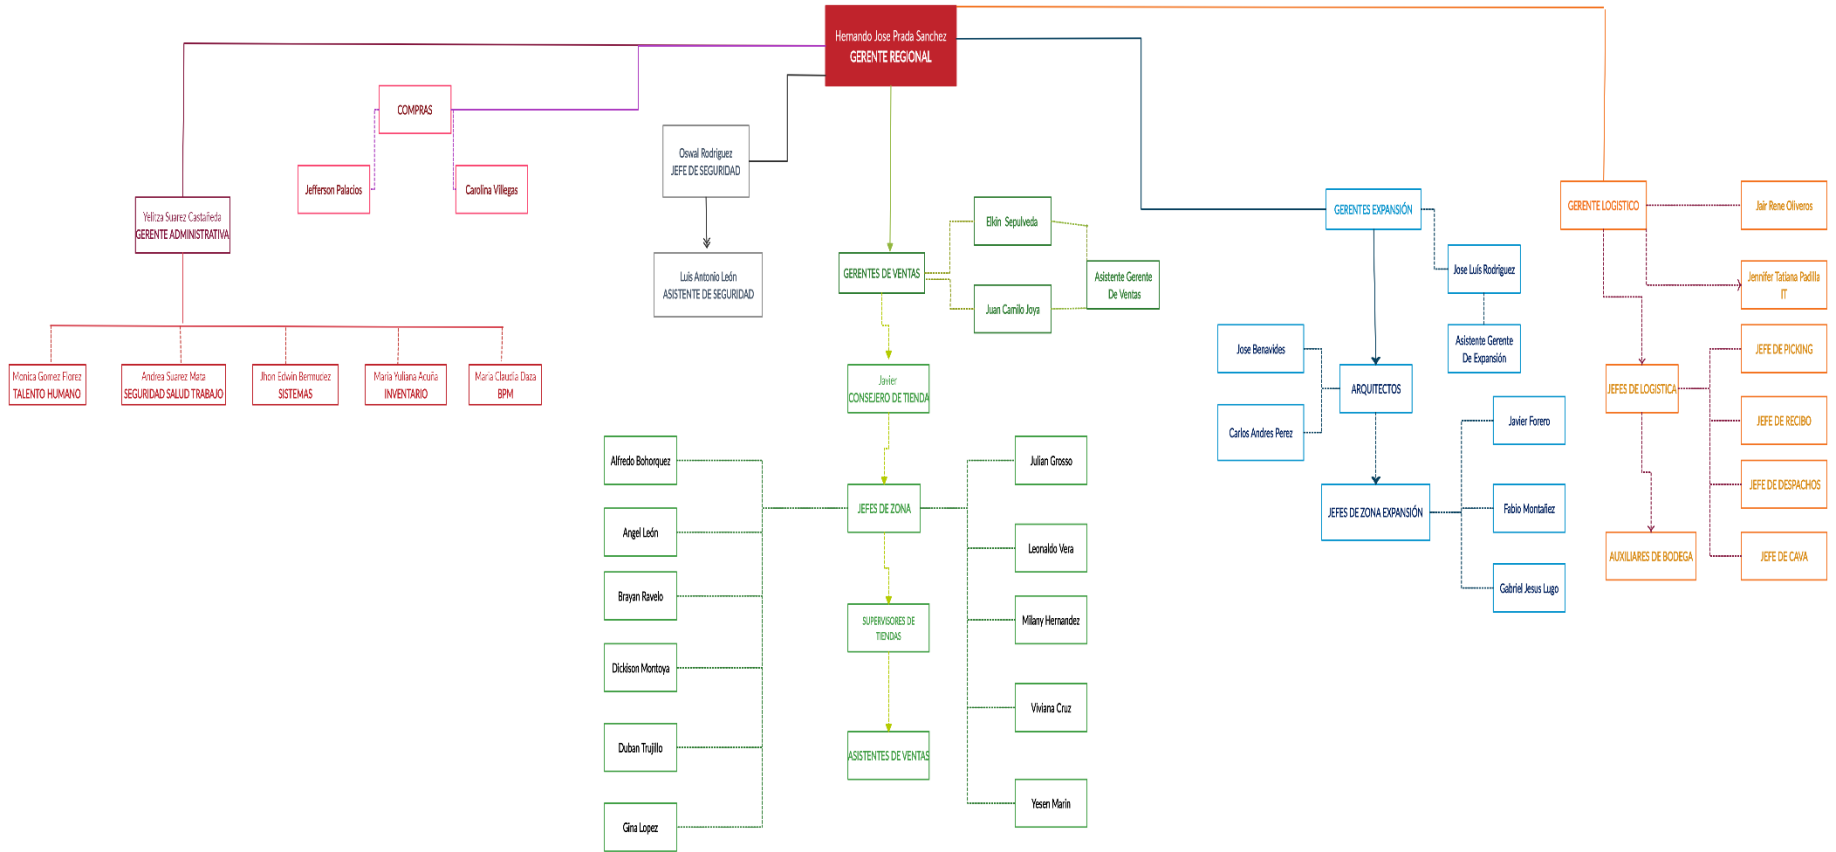 Hernando Jose Prada Sanchez
GERENTE REGIONAL
COMPRAS
Jefferson Palacios
Carolina Villegas
Oswal Rodriguez
JEFE DE SEGURIDAD
Luis Antonio León
ASISTENTE DE SEGURIDAD
Yelitza Suarez Castañeda
GERENTE ADMINISTRATIVA
Monica Gomez Florez
TALENTO HUMANO
Andrea Suarez Mata
SEGURIDAD SALUD TRABAJO
Jhon Edwin Bermudez
SISTEMAS
Maria Yuliana Acuña
INVENTARIO
Maria Claudia Daza
BPM
GERENTES DE VENTAS
Elkin Sepulveda
Juan Camilo Joya
Asistente Gerente
De Ventas
Javier
CONSEJERO DE TIENDA
JEFES DE ZONA
Alfredo Bohorquez
Angel León
Brayan Ravelo
Dickison Montoya
Duban Trujillo
Gina Lopez
Julian Grosso
Leonaldo Vera
Milany Hernandez
Viviana Cruz
Yesen Marin
SUPERVISORES DE
TIENDAS
ASISTENTES DE VENTAS
GERENTES EXPANSIÓN
Jose Luís Rodriguez
Asistente Gerente
De Expansión
Jose Benavides
Carlos Andres Perez
ARQUITECTOS
JEFES DE ZONA EXPANSIÓN
Javier Forero
Fabio Montañez
Gabriel Jesus Lugo
GERENTE LOGISTICO
Jair Rene Oliveros
Jennifer Tatiana Padilla
IT
JEFES DE LOGISTICA
JEFE DE PICKING
JEFE DE RECIBO
JEFE DE DESPACHOS
JEFE DE CAVA
AUXILIARES DE BODEGA